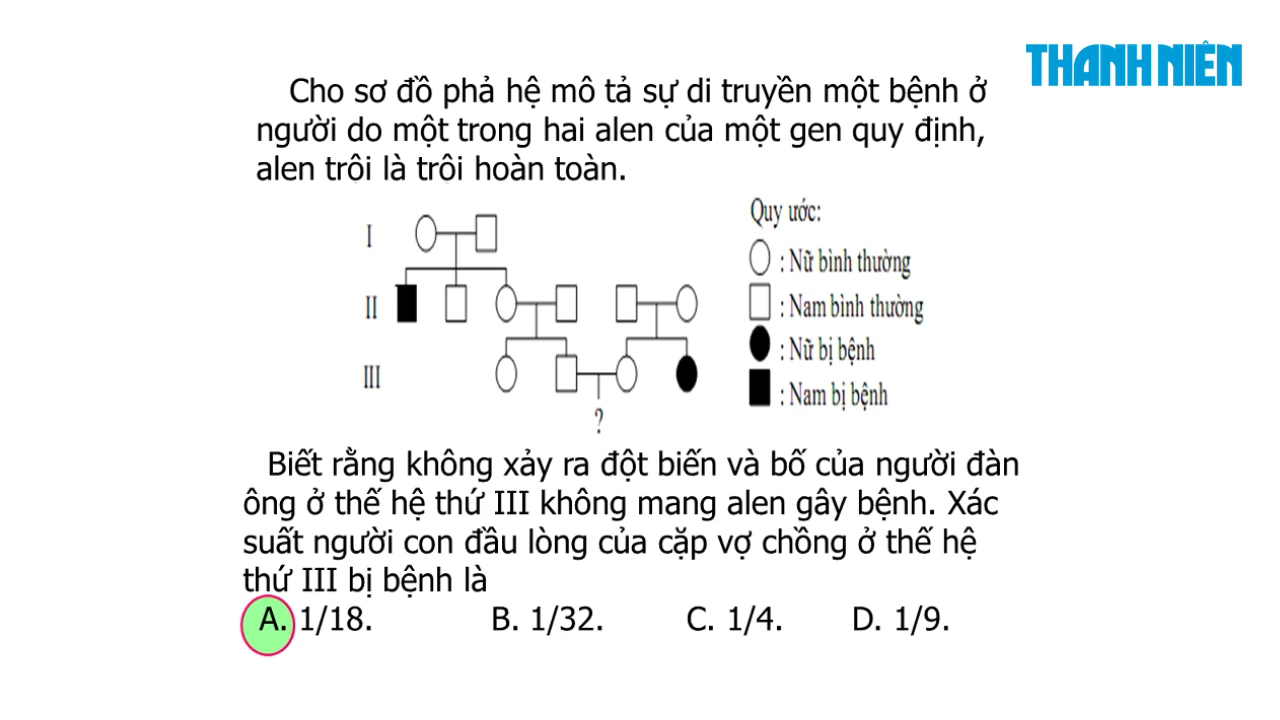 THANH NIÊN
Cho sơ đồ phả hệ mô tả sự di truyền một bệnh ở
người do một trong hai alen của một gen quy định,
alen trội là trội hoàn toàn.
Quy ước:
I
: Nữ bình thường
II
: Nam bình thường
: Nữ bị bệnh
III
: Nam bị bệnh
?
Biết rằng không xảy ra đột biến và bố của người đàn
ông ở thế hệ thứ III không mang alen gây bệnh. Xác
suất người con đầu lòng của cặp vợ chồng ở thế hệ
thứ III bị bệnh là
A. 1/18. B. 1/32. C. 1/4. D. 1/9.